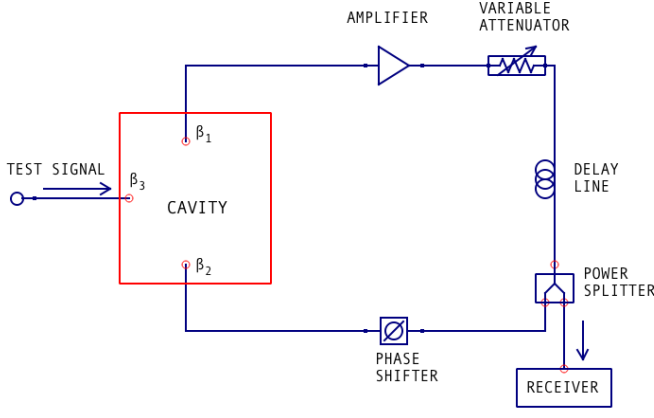 AMPLIFIER
VARIABLE
ATTENUATOR
β1
TEST SIGNAL
β3
CAVITY
DELAY
LINE
β2
POWER
SPLITTER
PHASE
SHIFTER
RECEIVER